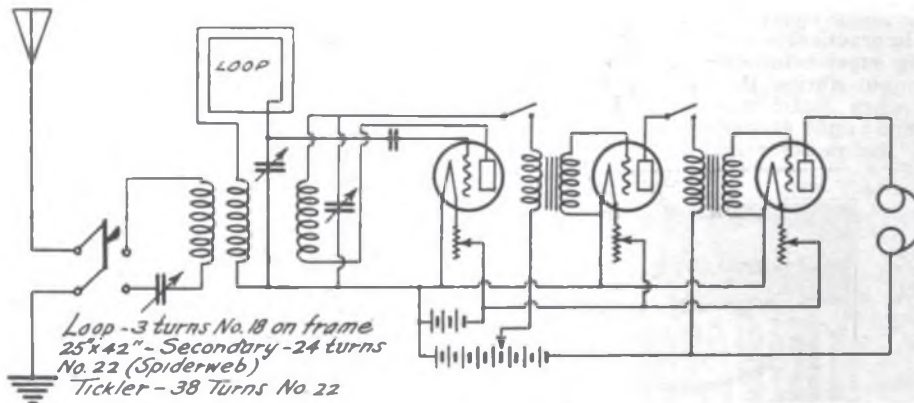 LOOP
Loop - 3 turns No. 18 on frame
25"x 42" - Secondary - 24 turns
No. 22 (Spiderweb)
Tickler - 38 Turns No 22